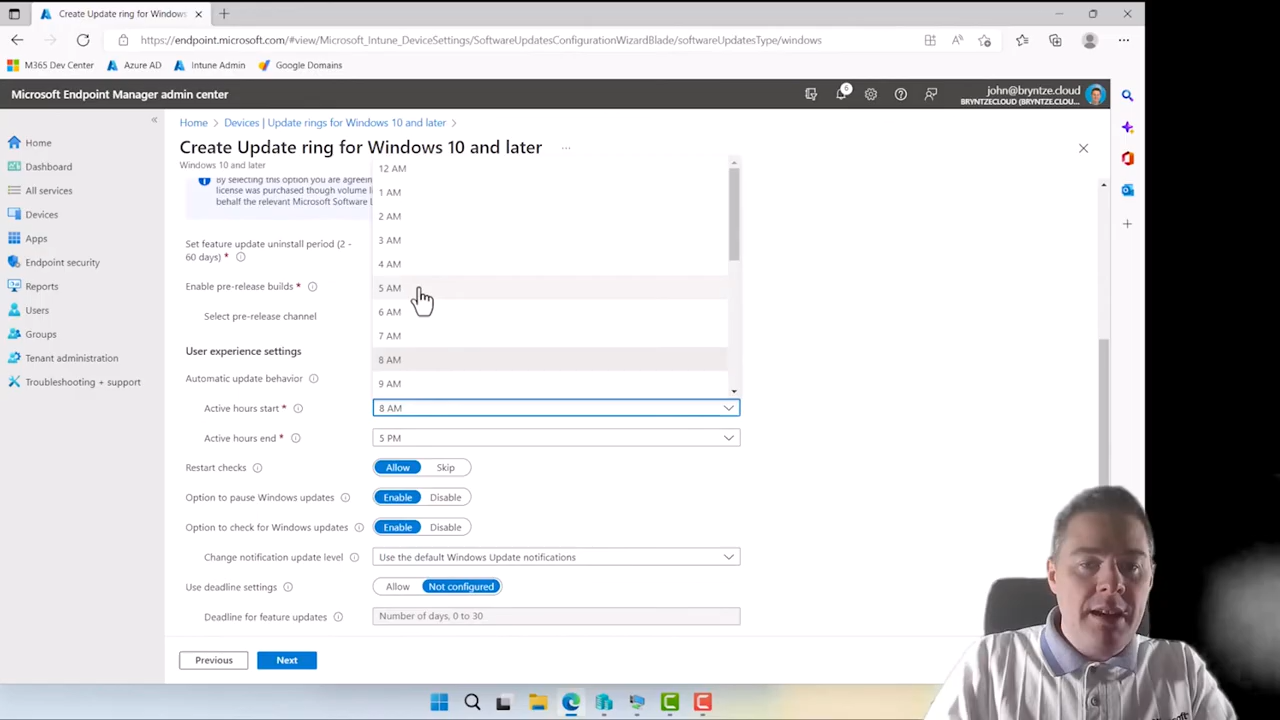 Create Update ring for Windows
https://endpoint.microsoft.com/#view/Microsoft_Intune_DeviceSettings/SoftwareUpdatesConfigurationWizardBlade/softwareUpdatesType/windows
M365 Dev Center
Azure AD
Intune Admin
Google Domains
Microsoft Endpoint Manager admin center
6
john@bryntze.cloud
BRYNTZECLOUD (BRYNTZE.CLOU...
Home
Dashboard
All services
Devices
Apps
Endpoint security
Reports
Users
Groups
Tenant administration
Troubleshooting + support
Home > Devices | Update rings for Windows 10 and later >
Create Update ring for Windows 10 and later ...
Windows 10 and later
By selecting this option you are agreein
license was purchased though volume li
behalf the relevant Microsoft Software L
Set feature update uninstall period (2 -
60 days) *
Enable pre-release builds *
Select pre-release channel
User experience settings
Automatic update behavior
12 AM
1 AM
2 AM
3 AM
4 AM
5 AM
6 AM
7 AM
8 AM
9 AM
Active hours start * 8 AM
Active hours end * 5 PM
Restart checks Allow Skip
Option to pause Windows updates Enable Disable
Option to check for Windows updates Enable Disable
Change notification update level Use the default Windows Update notifications
Use deadline settings Allow Not configured
Deadline for feature updates Number of days, 0 to 30
Previous
Next